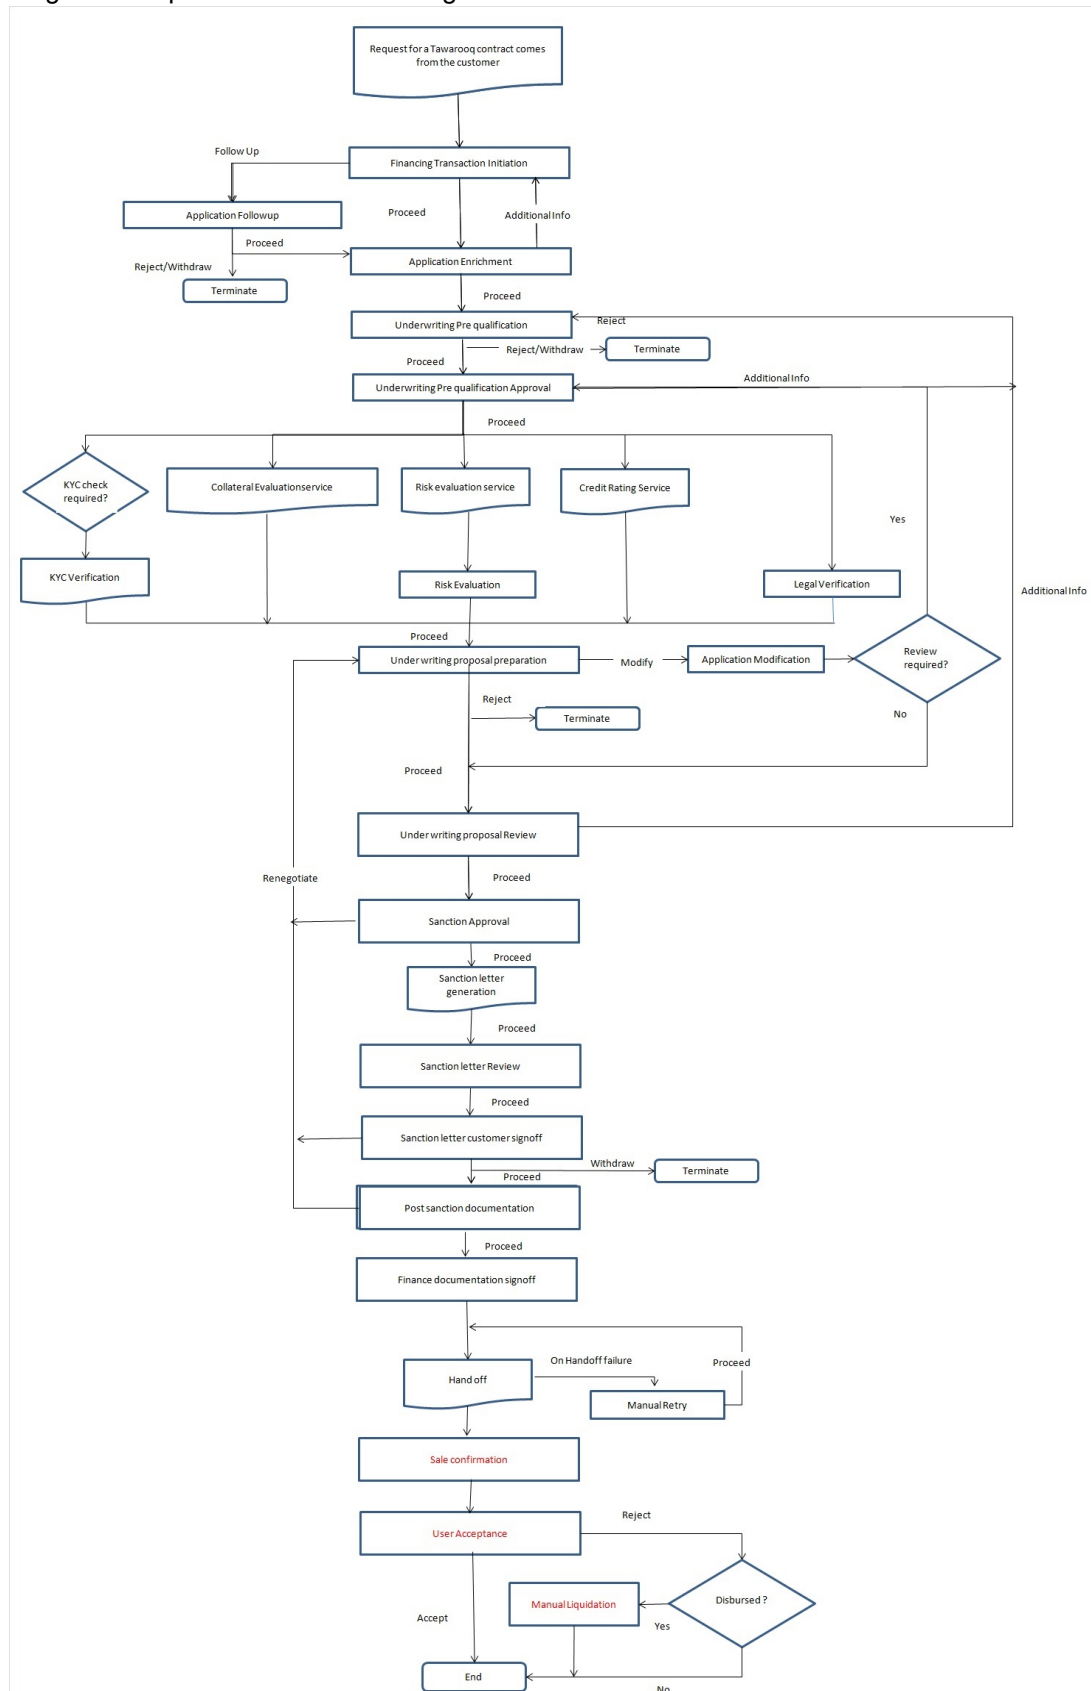 Request for a Tawarooq contract comes
from the customer
Follow Up
Financing Transaction Initiation
Application Followup
Proceed
Additional Info
Proceed
Application Enrichment
Reject/Withdraw
Terminate
Proceed
Reject
Underwriting Pre qualification
Reject/Withdraw
Terminate
Proceed
Additional Info
Underwriting Pre qualification Approval
Proceed
KYC check
required?
Collateral Evaluationservice
Risk evaluation service
Credit Rating Service
Yes
KYC Verification
Risk Evaluation
Legal Verification
Additional Info
Proceed
Under writing proposal preparation
Modify
Application Modification
Review
required?
Reject
Terminate
No
Proceed
Under writing proposal Review
Renegotiate
Proceed
Sanction Approval
Proceed
Sanction letter
generation
Proceed
Sanction letter Review
Proceed
Sanction letter customer signoff
Withdraw
Terminate
Proceed
Post sanction documentation
Proceed
Finance documentation signoff
On Handoff failure
Proceed
Hand off
Manual Retry
Sale confirmation
Reject
User Acceptance
Disbursed ?
Manual Liquidation
Accept
Yes
End
No